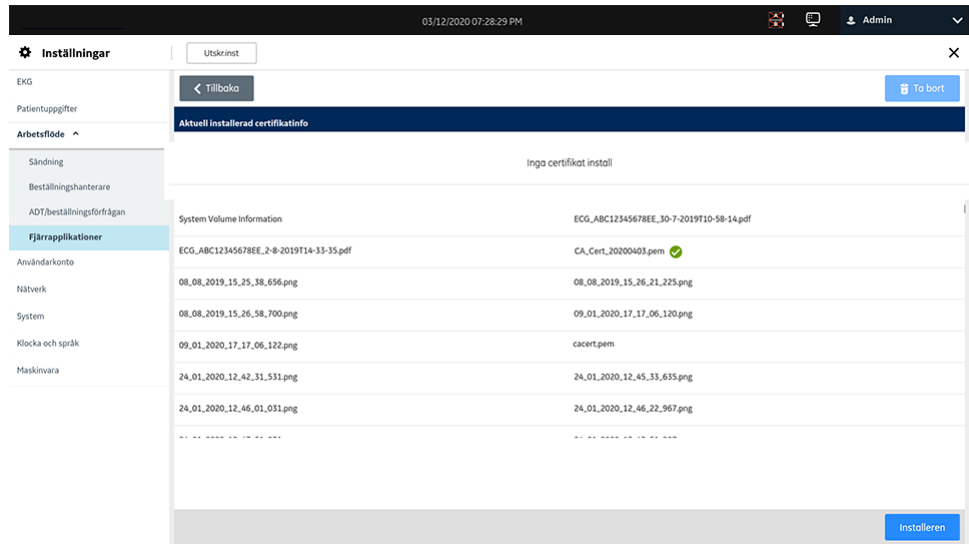 03/12/2020 07:28:29 PM
Admin
Inställningar
Utskr.inst
EKG
Tillbaka
Ta bort
Patientuppgifter
Aktuell installerad certifikatinfo
Arbetsflöde
Inga certifikat install
Sändning
Beställningshanterare
ADT/beställningsförfrågan
System Volume Information
ECG_ABC12345678EE_30-7-2019T10-58-14.pdf
Fjärrapplikationer
ECG_ABC12345678EE_2-8-2019T14-33-35.pdf
CA_Cert_20200403.pem
Användarkonto
08_08_2019_15_25_38_656.png
08_08_2019_15_26_21_225.png
Nätverk
08_08_2019_15_26_58_700.png
09_01_2020_17_17_06_120.png
System
Klocka och språk
09_01_2020_17_17_06_122.png
cacert.pem
Maskinvara
24_01_2020_12_42_31_531.png
24_01_2020_12_45_33_635.png
24_01_2020_12_46_01_031.png
24_01_2020_12_46_22_967.png
Installeren